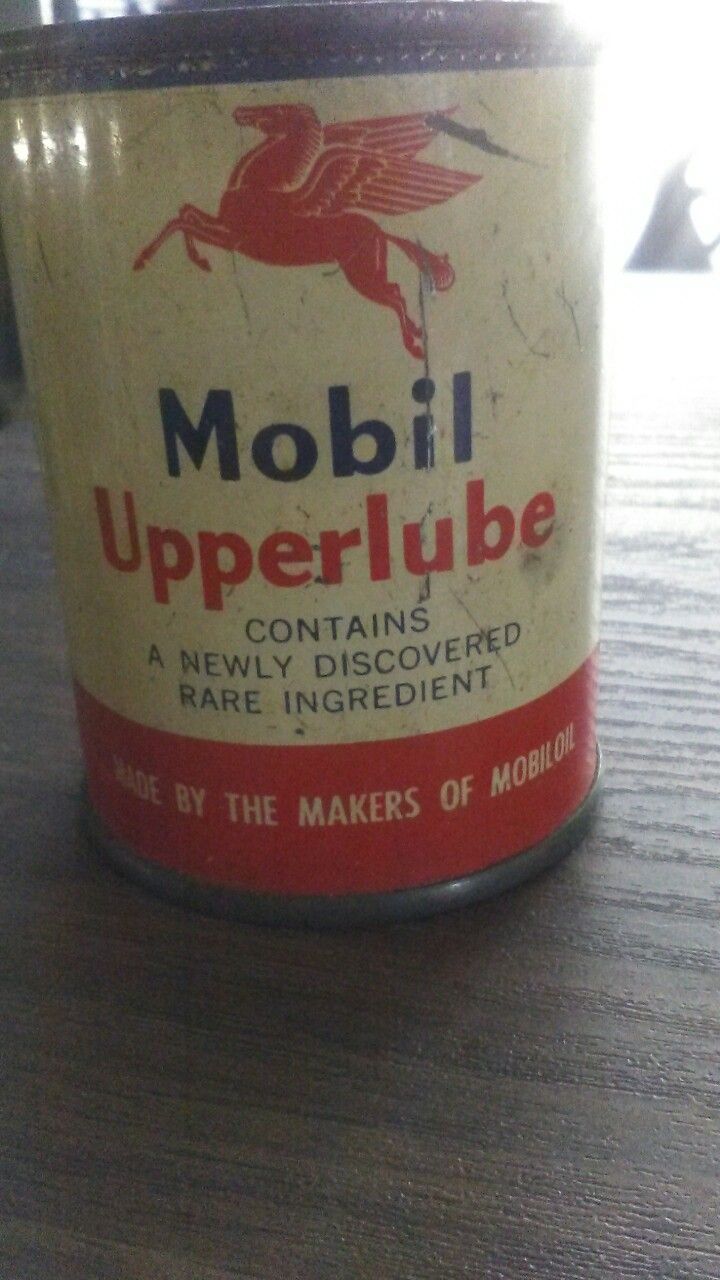 Mobil
Upperlube
CONTAINS
A NEWLY DISCOVERED
RARE INGREDIENT
MADE BY THE MAKERS OF MOBILOIL